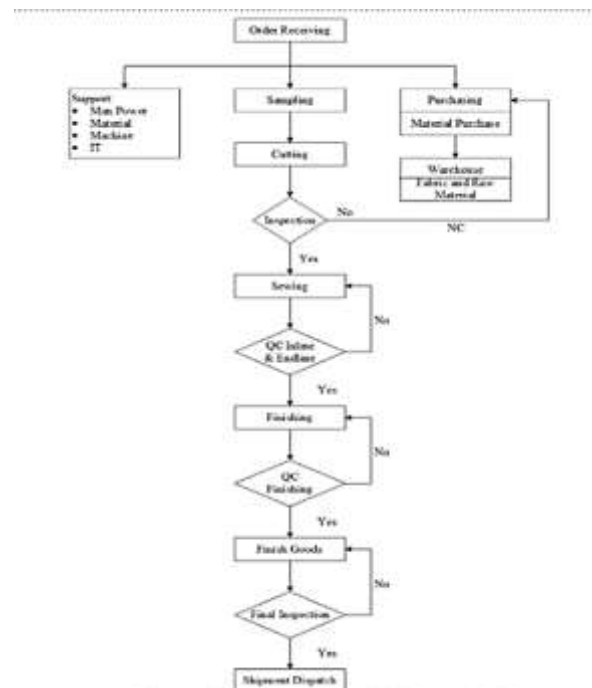 Order Receiving
Support
• Man Power
• Material
• Machine
• IT
Sampling
Purchasing
Material Purchase
Cutting
Warehouse
Fabric and Raw
Material
Inspection
No
NC
Yes
Sewing
No
QC Inline
& Endline
Yes
Finishing
No
QC
Finishing
Yes
Finish Goods
No
Final Inspection
Yes
Shipment Dispatch